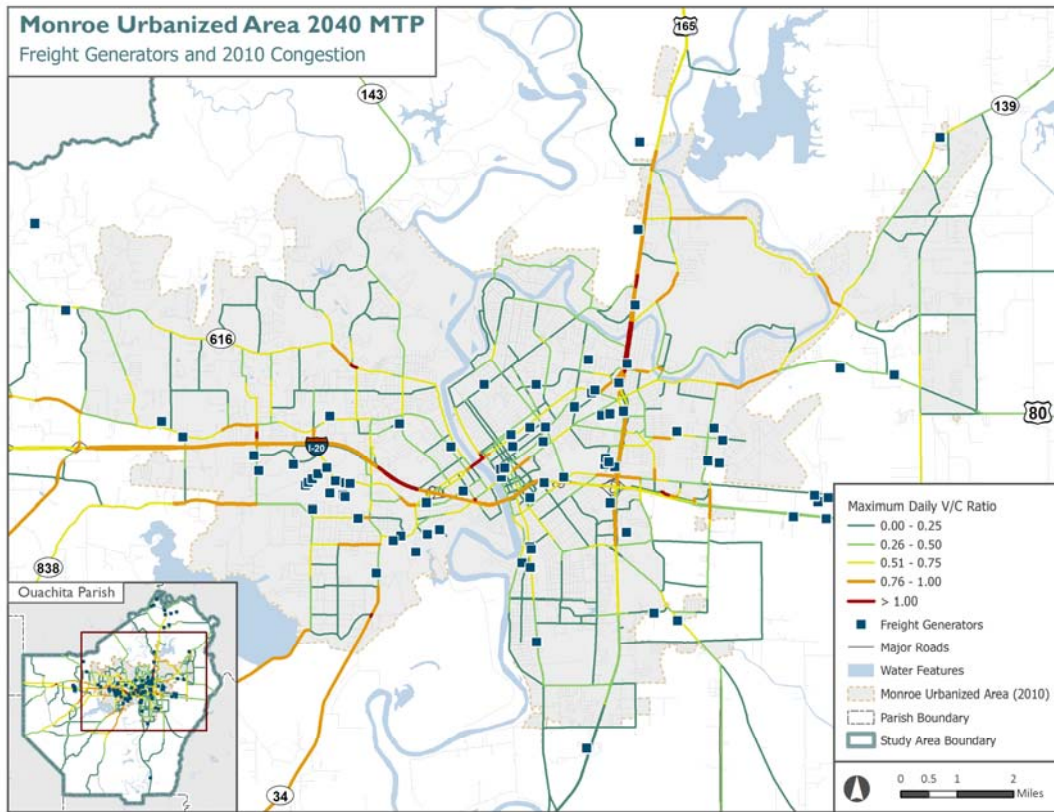 Monroe Urbanized Area 2040 MTP
Freight Generators and 2010 Congestion
165
143
139
616
I-20
80
838
34
Ouachita Parish
Maximum Daily V/C Ratio
0.00 - 0.25
0.26 - 0.50
0.51 - 0.75
0.76 - 1.00
> 1.00
Freight Generators
Major Roads
Water Features
Monroe Urbanized Area (2010)
Parish Boundary
Study Area Boundary
0 0.5 1 2
Miles